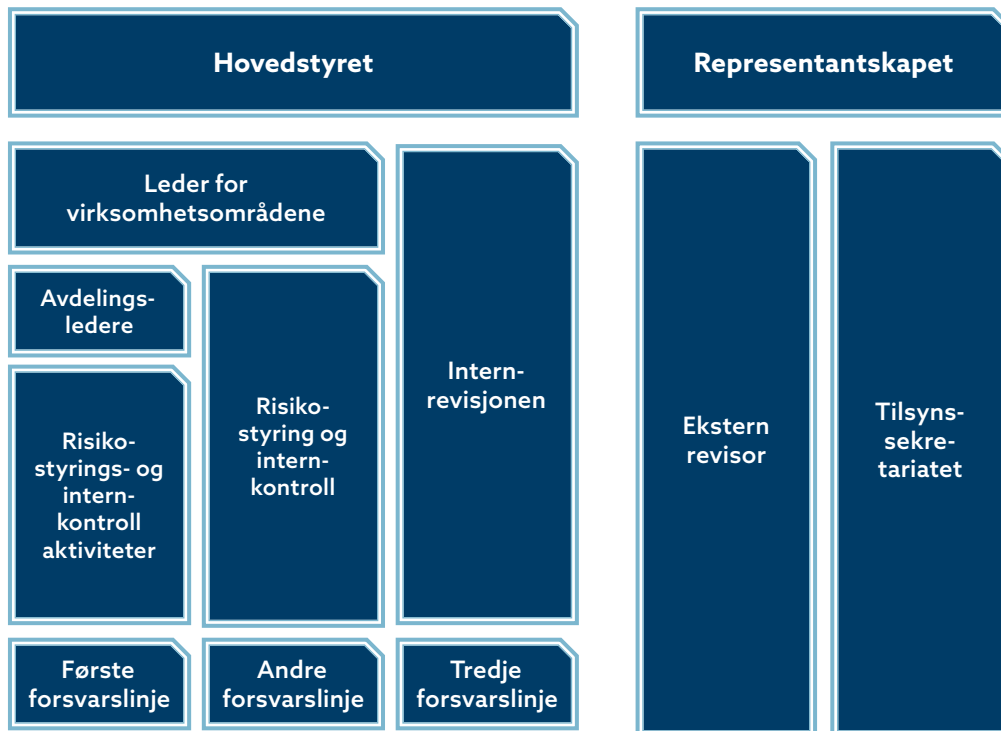 Hovedstyret
Representantskapet
Leder for
virksomhetsområdene
Avdelings-
ledere
Risiko-
styrings- og
intern-
kontroll
aktiviteter
Risiko-
styring og
intern-
kontroll
Intern-
revisjonen
Ekstern
revisor
Tilsyns-
sekre-
tariatet
Første
forsvarslinje
Andre
forsvarslinje
Tredje
forsvarslinje